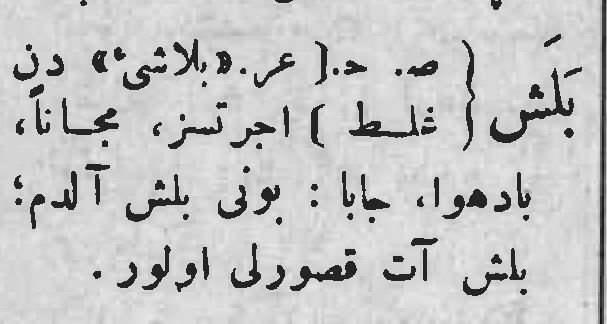 بَلَش { ص. ح. [ عر. «بلاشیٔ» دن
غلط ] اجرتسز، مجاناً،
بادهوا، جابا : بونی بلش آلدم؛
بلش آت قصورلی اولور.